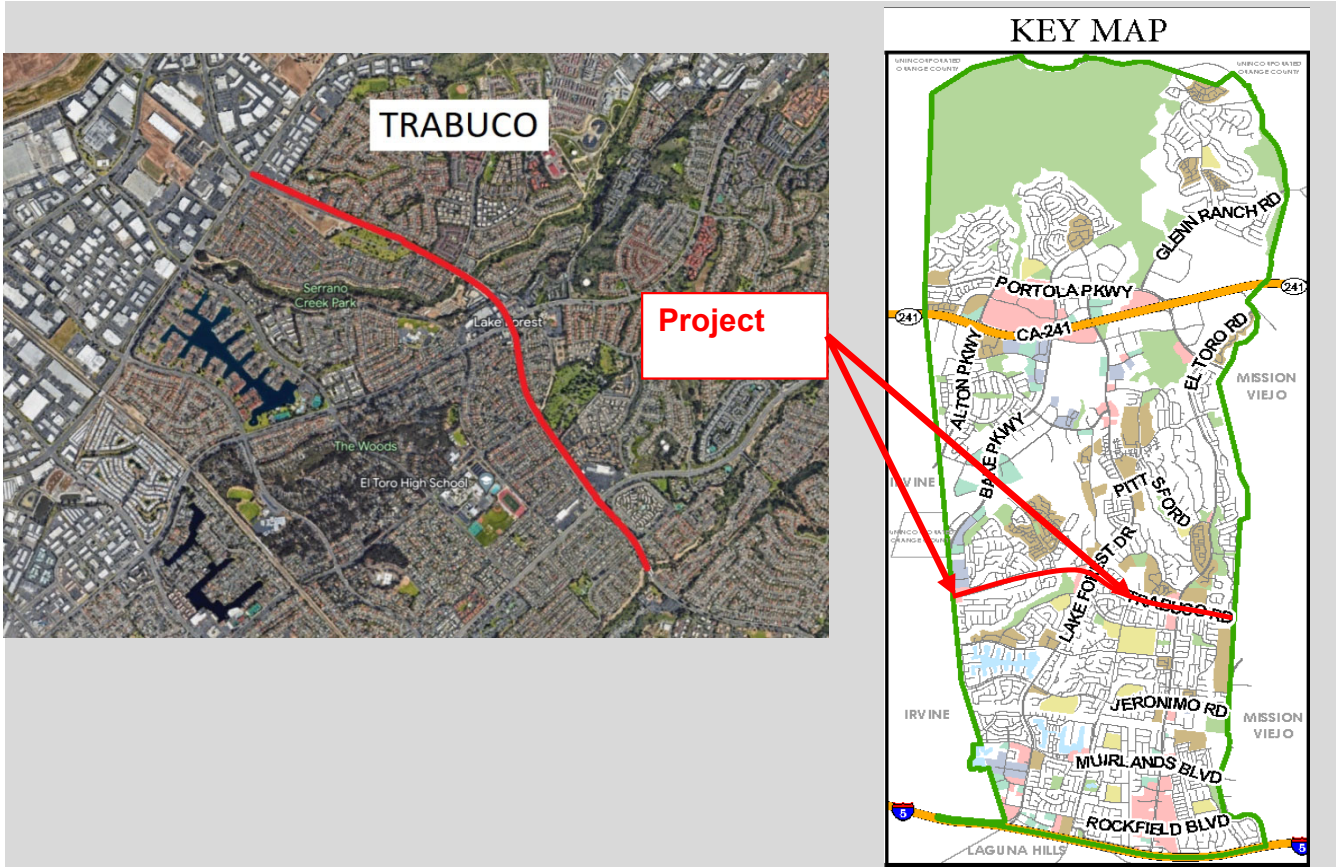 KEY MAP
TRABUCO
Serrano
Creek Park
Lake Forest
The Woods
El Toro High School
Project
UNINCORPORATED
ORANGE COUNTY
UNINCORPORATED
ORANGE COUNTY
GLENN RANCH RD
PORTOLA PKWY
241
241
CA-241
ALTON PKWY
EL TORO RD
MISSION
VIEJO
BAKE PKWY
IRVINE
PITTSFORD
UNINCORPORATED
ORANGE COUNTY
LAKE FOREST DR
TRABUCO RD
IRVINE
JERONIMO RD
MISSION
VIEJO
MUIRLANDS BLVD
5
ROCKFIELD BLVD
LAGUNA HILLS
5